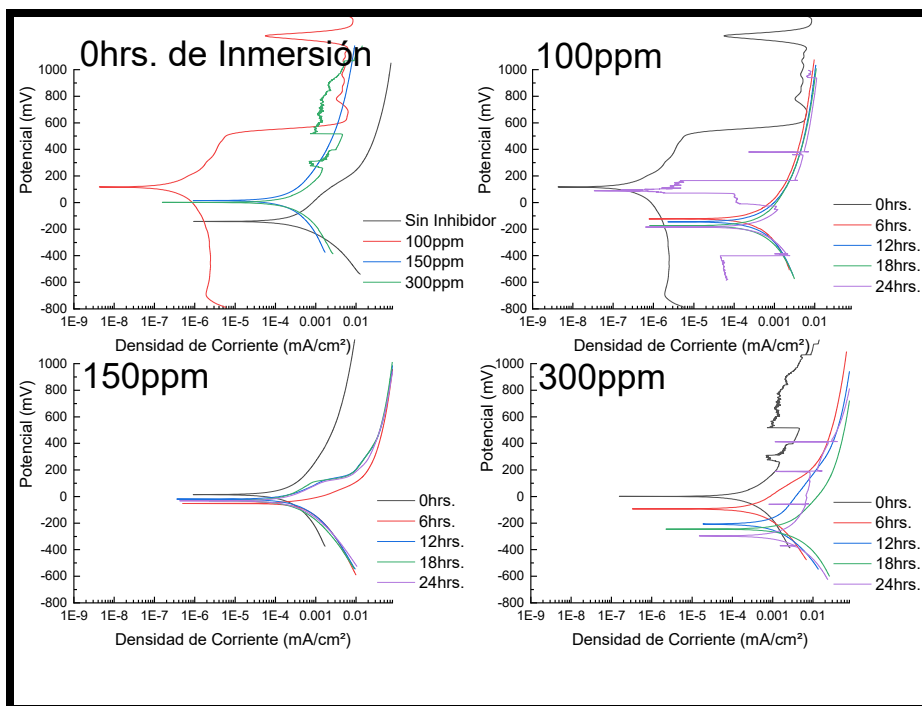 0hrs. de Inmersión
1000
800
600
400
200
0
-200
-400
-600
-800
Potencial (mV)
Sin Inhibidor
100ppm
150ppm
300ppm
1E-9 1E-8 1E-7 1E-6 1E-5 1E-4 0.001 0.01
Densidad de Corriente (mA/cm²)
100ppm
1000
800
600
400
200
0
-200
-400
-600
-800
Potencial (mV)
0hrs.
6hrs.
12hrs.
18hrs.
24hrs.
1E-9 1E-8 1E-7 1E-6 1E-5 1E-4 0.001 0.01
Densidad de Corriente (mA/cm²)
150ppm
1000
800
600
400
200
0
-200
-400
-600
-800
Potencial (mV)
0hrs.
6hrs.
12hrs.
18hrs.
24hrs.
1E-9 1E-8 1E-7 1E-6 1E-5 1E-4 0.001 0.01
Densidad de Corriente (mA/cm²)
300ppm
1000
800
600
400
200
0
-200
-400
-600
-800
Potencial (mV)
0hrs.
6hrs.
12hrs.
18hrs.
24hrs.
1E-9 1E-8 1E-7 1E-6 1E-5 1E-4 0.001 0.01
Densidad de Corriente (mA/cm²)